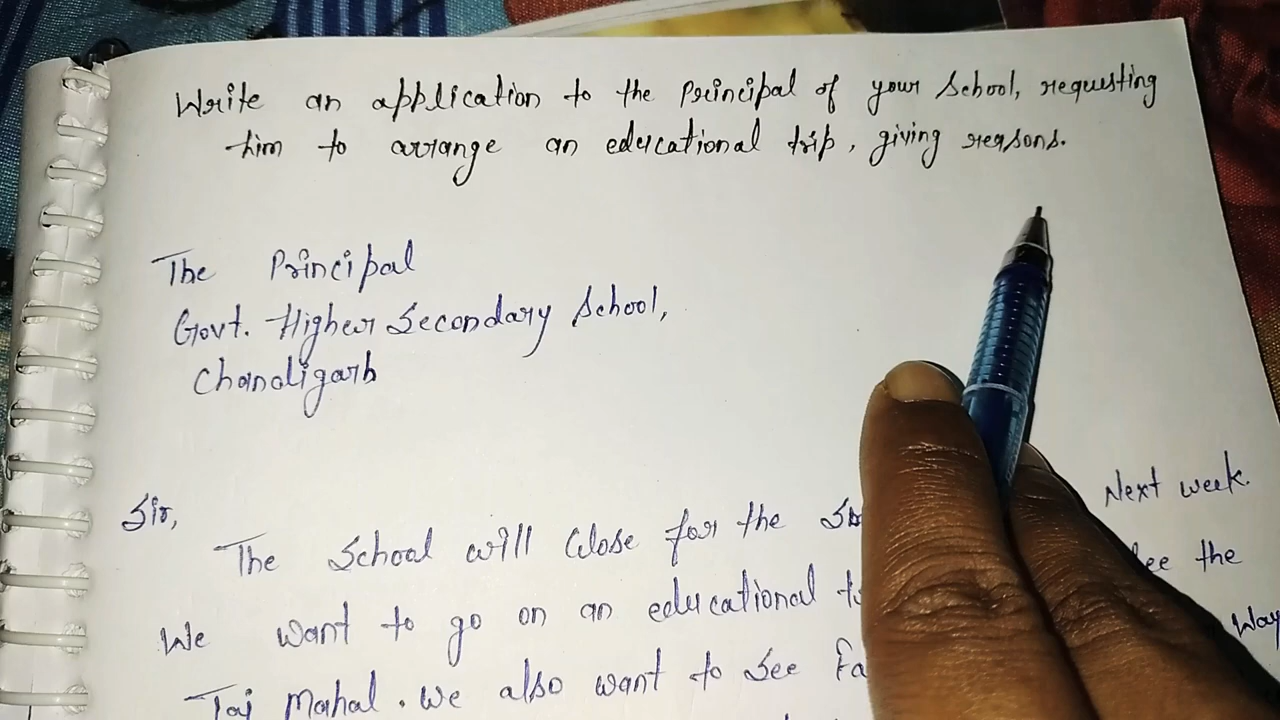 Write an application to the Principal of your School, requesting
him to arrange an educational trip, giving reasons.
The Principal
Govt. Higher Secondary School,
Chandigarh
Sir,
The School will Close for the Next week.
We want to go on an educational the
Taj Mahal. We also want to See Way